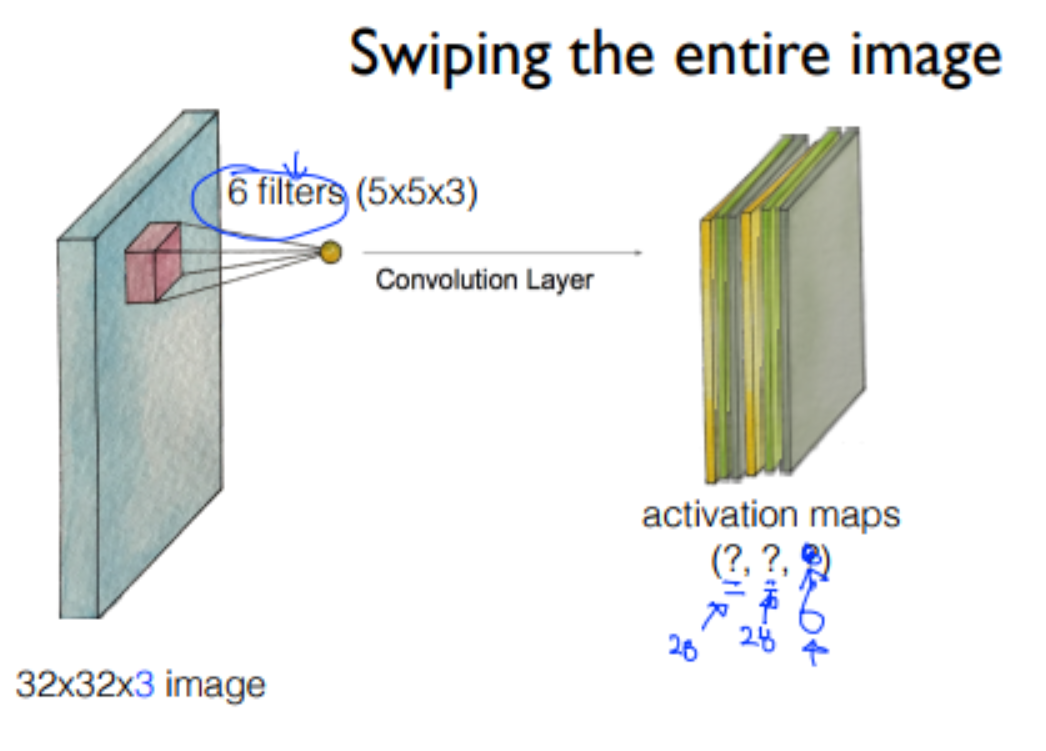 Swiping the entire image
6 filters (5x5x3)
Convolution Layer
activation maps
(?, ?, )
28 28 6
32x32x3 image